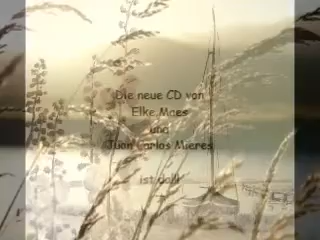 Die neue CD von
Elke Maes
und
Juan Carlos Mieres
ist da!!